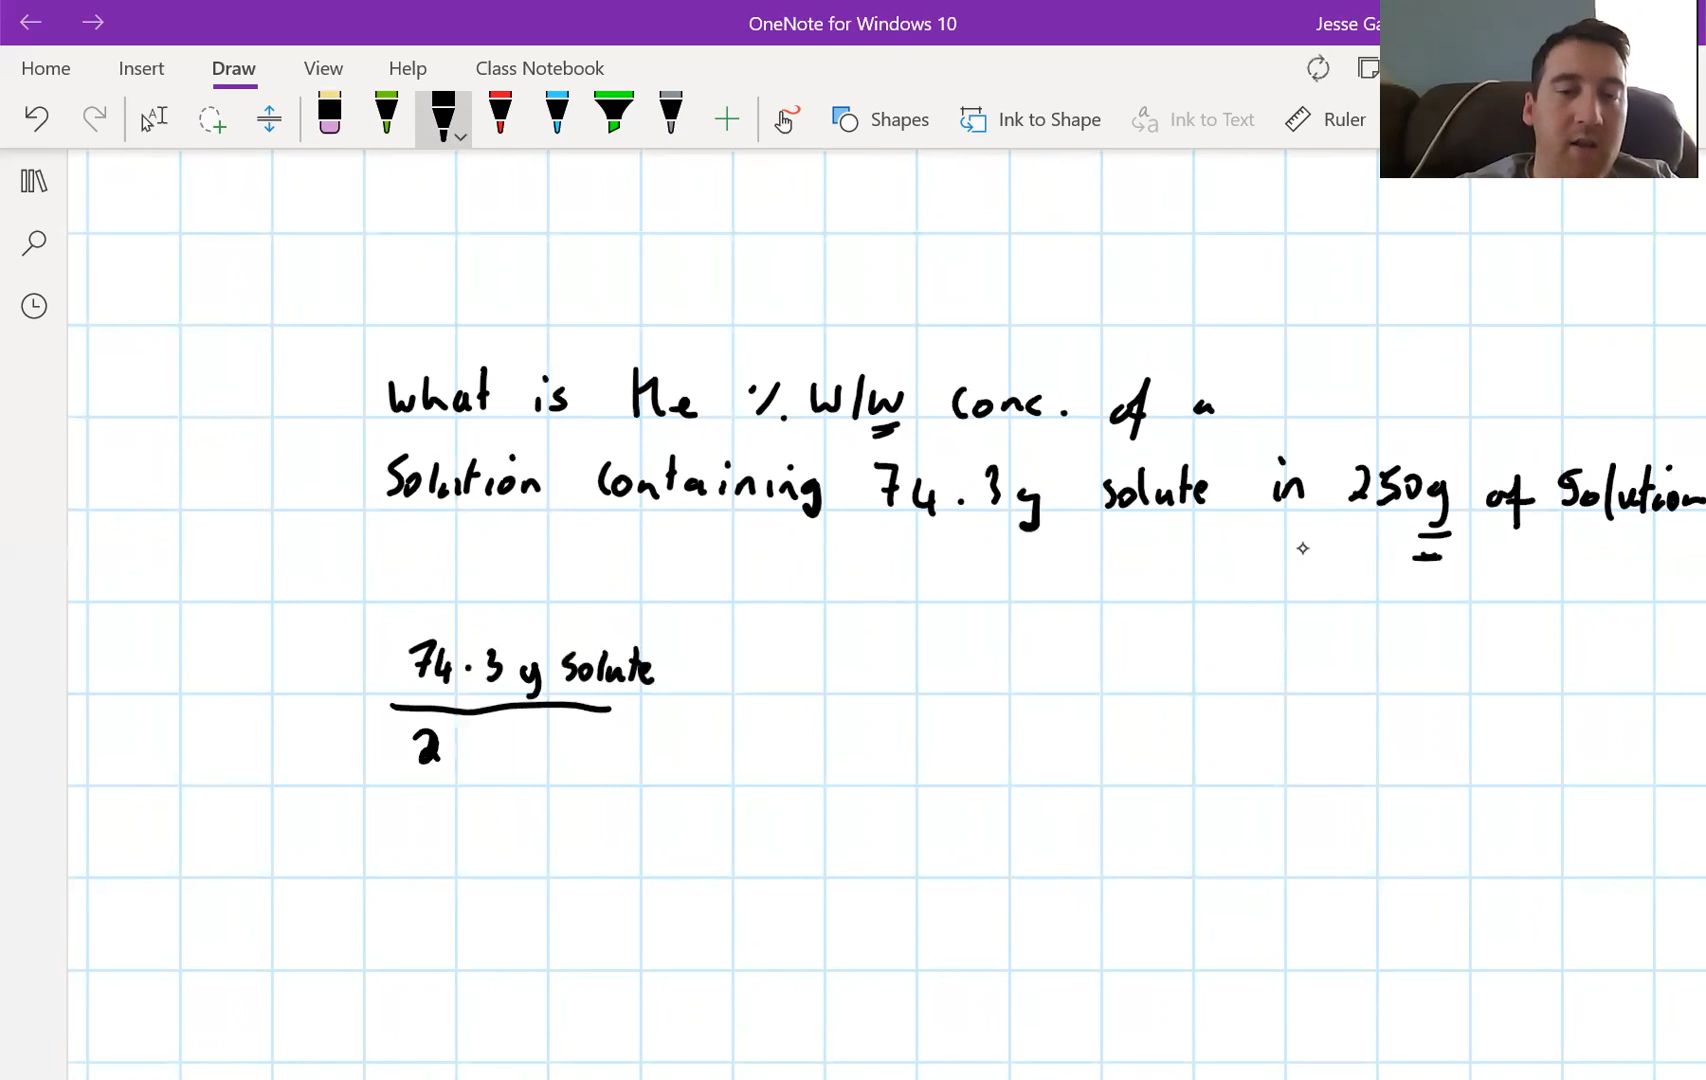 OneNote for Windows 10
Jesse Ga
Home Insert Draw View Help Class Notebook
Shapes Ink to Shape Ink to Text Ruler
What is the % W/W conc. of a
Solution containing 74.3g solute in 250g of Solution
74.3 g solute
2